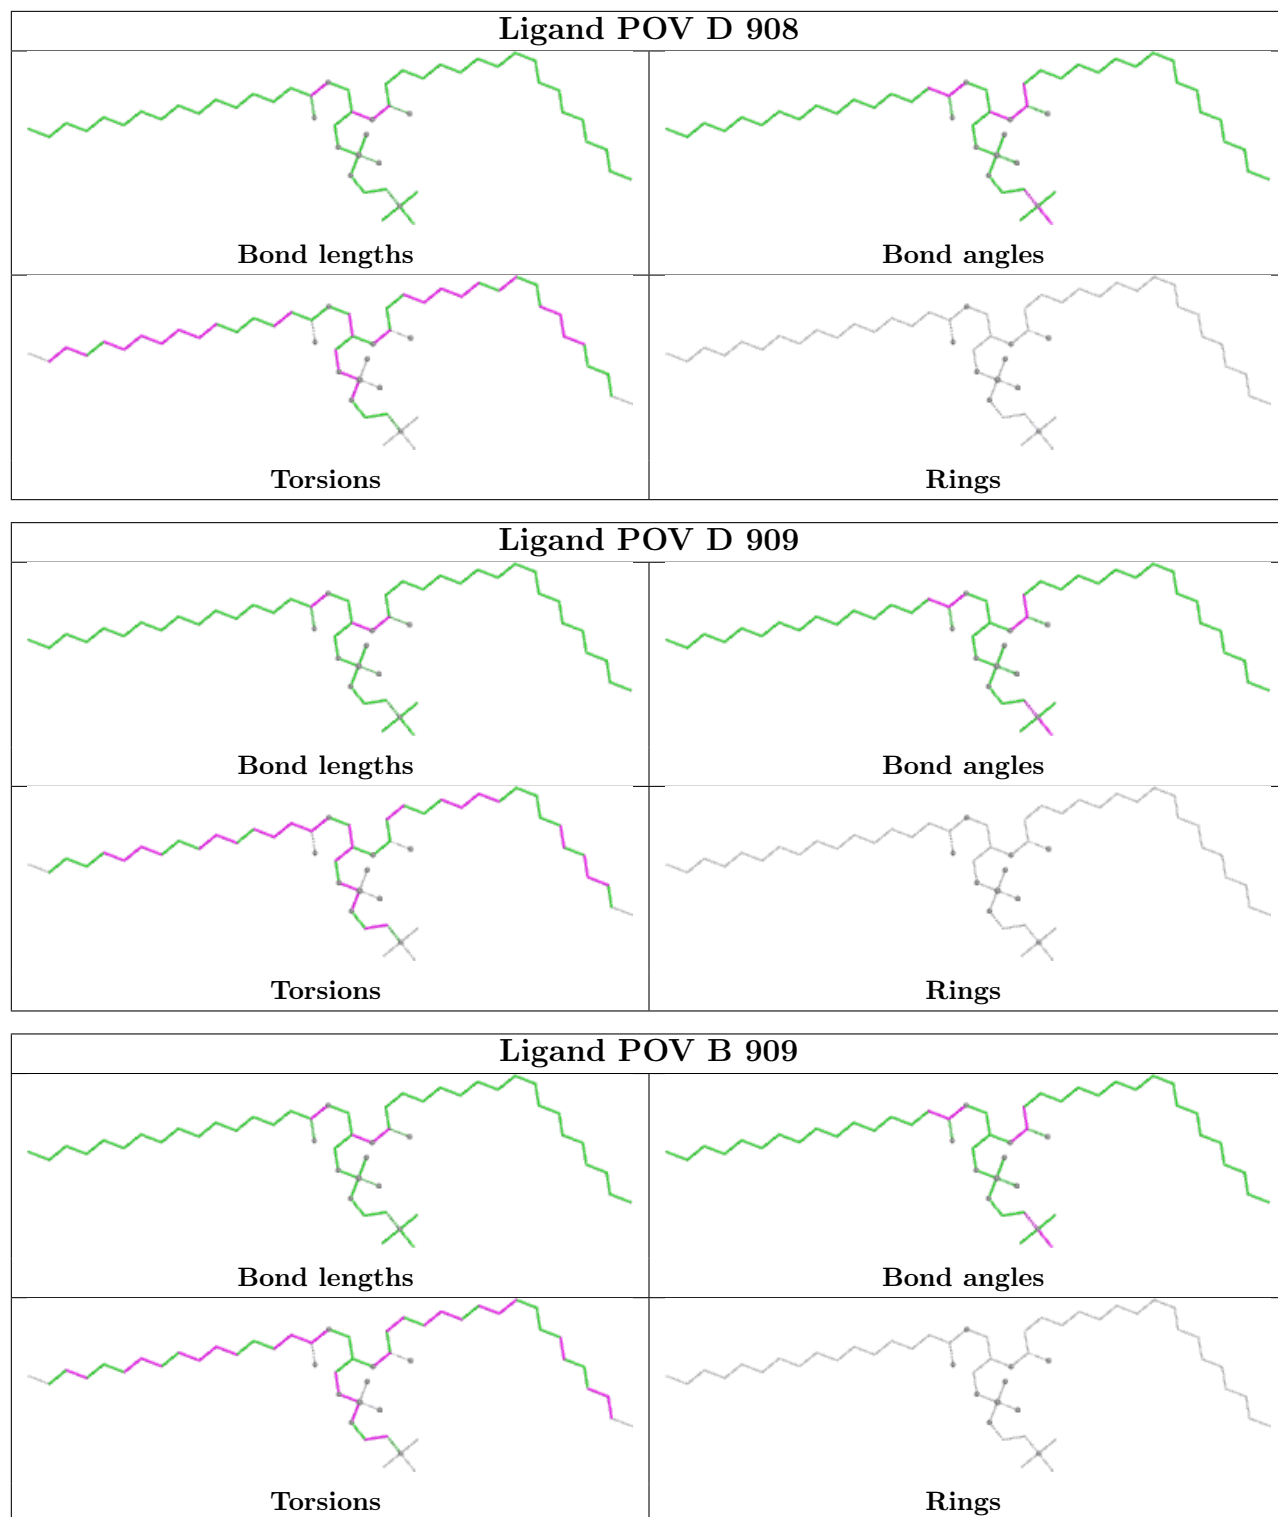 Ligand POV D 908
Bond lengths
Bond angles
Torsions
Rings
Ligand POV D 909
Bond lengths
Bond angles
Torsions
Rings
Ligand POV B 909
Bond lengths
Bond angles
Torsions
Rings